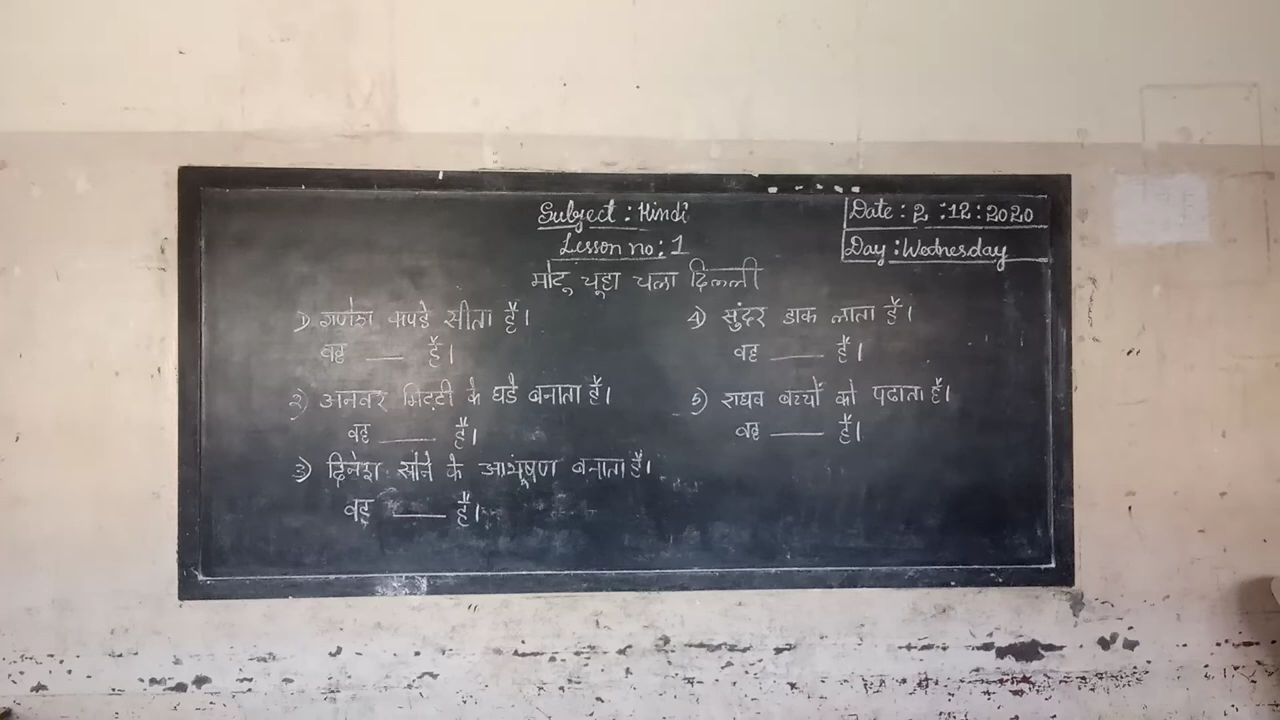 Subject : Hindi
Lesson no : 1
Date : 2 : 12 : 2020
Day : Wednesday
मोटू चूहा चला दिल्ली
1) गणेश कपडे सीता है।
वह ___ है।
2) अनवर मिट्टी के घडे बनाता है।
वह ___ है।
3) दिनेश सोने के आभूषण बनाता है।
वह ___ है।
4) सुंदर डाक लाता है।
वह ___ है।
5) राघव बच्चों को पढाता है।
वह ___ है।